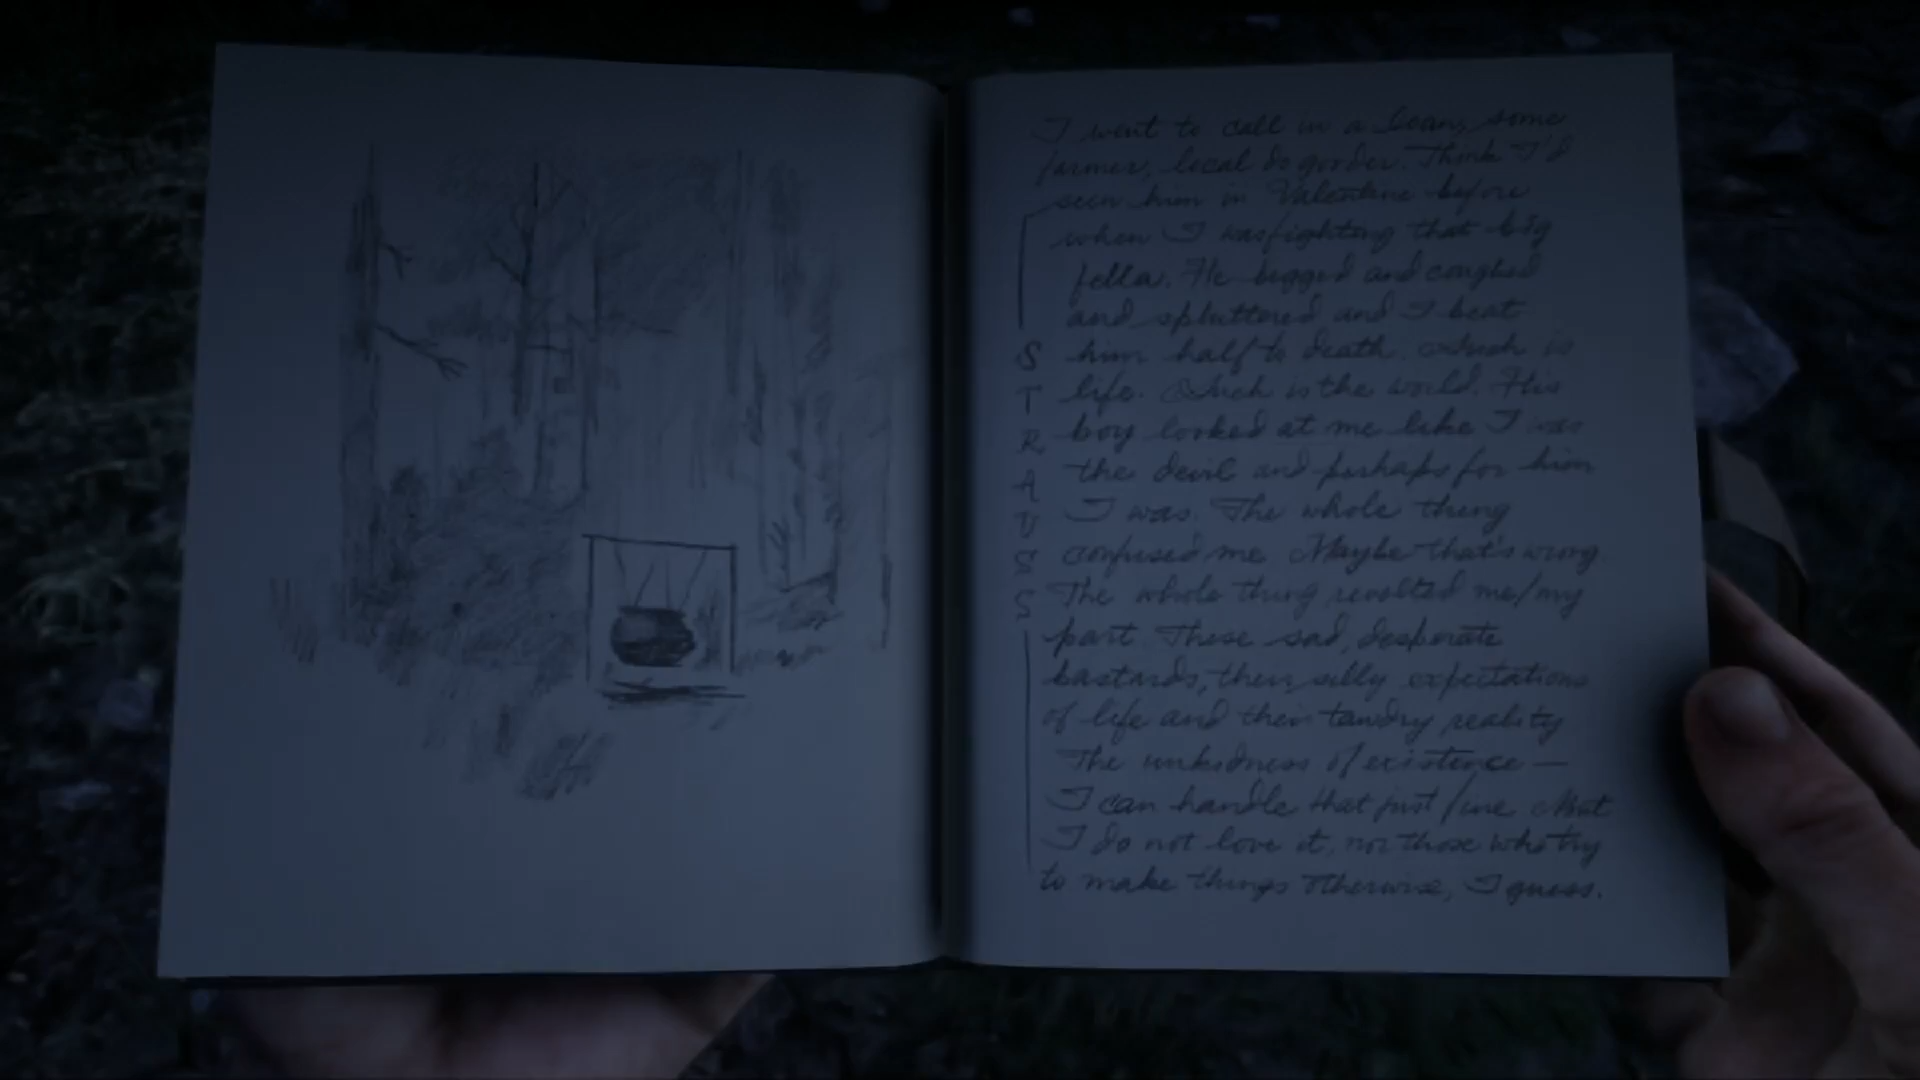 I went to call in a loan, some
farmer, local do gooder. Think I'd
seen him in Valentine before
when I was fighting that big
fella. He begged and coughed
and spluttered and I beat
him half to death. Which is
life. Which is the world. His
boy looked at me like I was
the devil and perhaps for him
I was. The whole thing
confused me. Maybe that's wrong.
The whole thing revolted me/my
part. These sad, desperate
bastards, their silly expectations
of life and their tawdry reality
The unkindness of existence —
I can handle that just fine. But
I do not love it, nor those who try
to make things otherwise, I guess.
STRAUSS